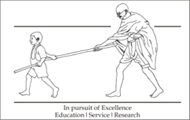 In pursuit of Excellence
Education | Service | Research